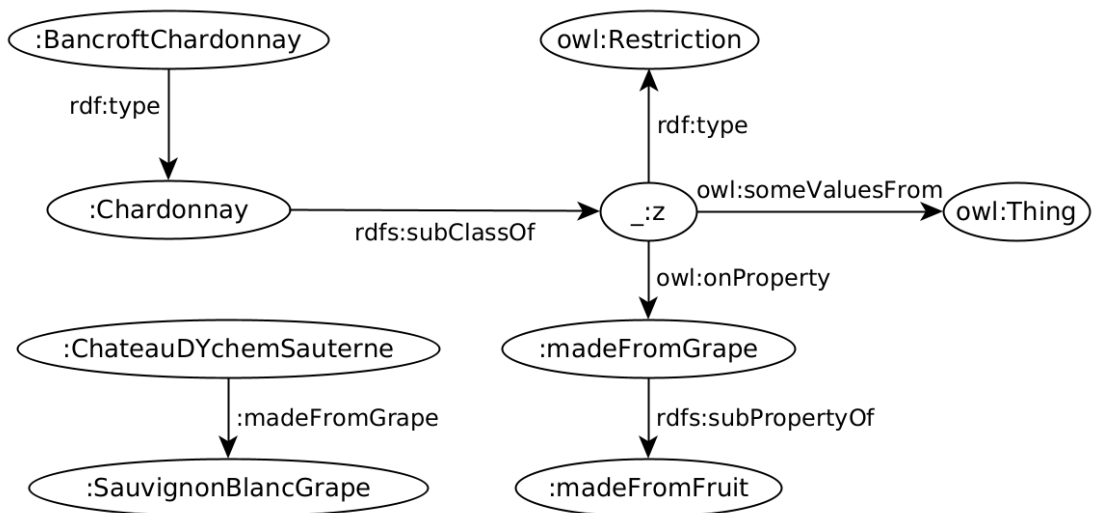 :BancroftChardonnay
owl:Restriction
rdf:type
rdf:type
:Chardonnay
rdfs:subClassOf
_:z
owl:someValuesFrom
owl:Thing
owl:onProperty
:ChateauDYchemSauterne
:madeFromGrape
:madeFromGrape
rdfs:subPropertyOf
:SauvignonBlancGrape
:madeFromFruit